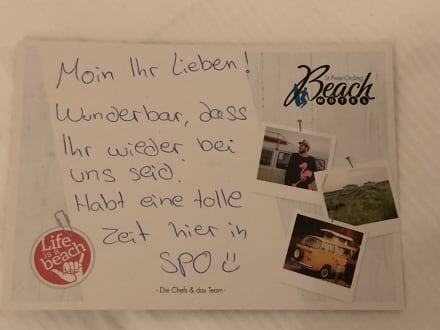 Moin Ihr Lieben!
Wunderbar, dass
Ihr wieder bei
uns seid!
Habt eine tolle
Zeit hier in
SPO
St. Peter-Ording
Beach
MOTEL
Life
is a
beach
- Die Chefs & das Team -